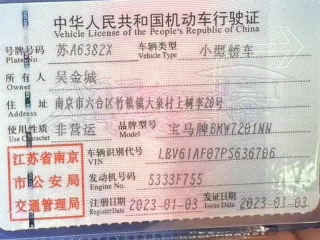 中华人民共和国机动车行驶证
Vehicle License of the People's Republic of China
号牌号码 苏A6382X 车辆类型 小型轿车
Plate No. Vehicle Type
所有人 吴金城
Owner
住址 南京市六合区竹镇镇大泉村上树李20号
Address
使用性质 非营运 品牌型号 宝马牌BMW7201NN
Use Character Model
江苏省南京市公安局交通管理局
车辆识别代号 LBV61AF07PS636706
VIN
发动机号码 5333F755
Engine No.
注册日期 2023-01-03 发证日期 2023-01-03
Register Date Issue Date